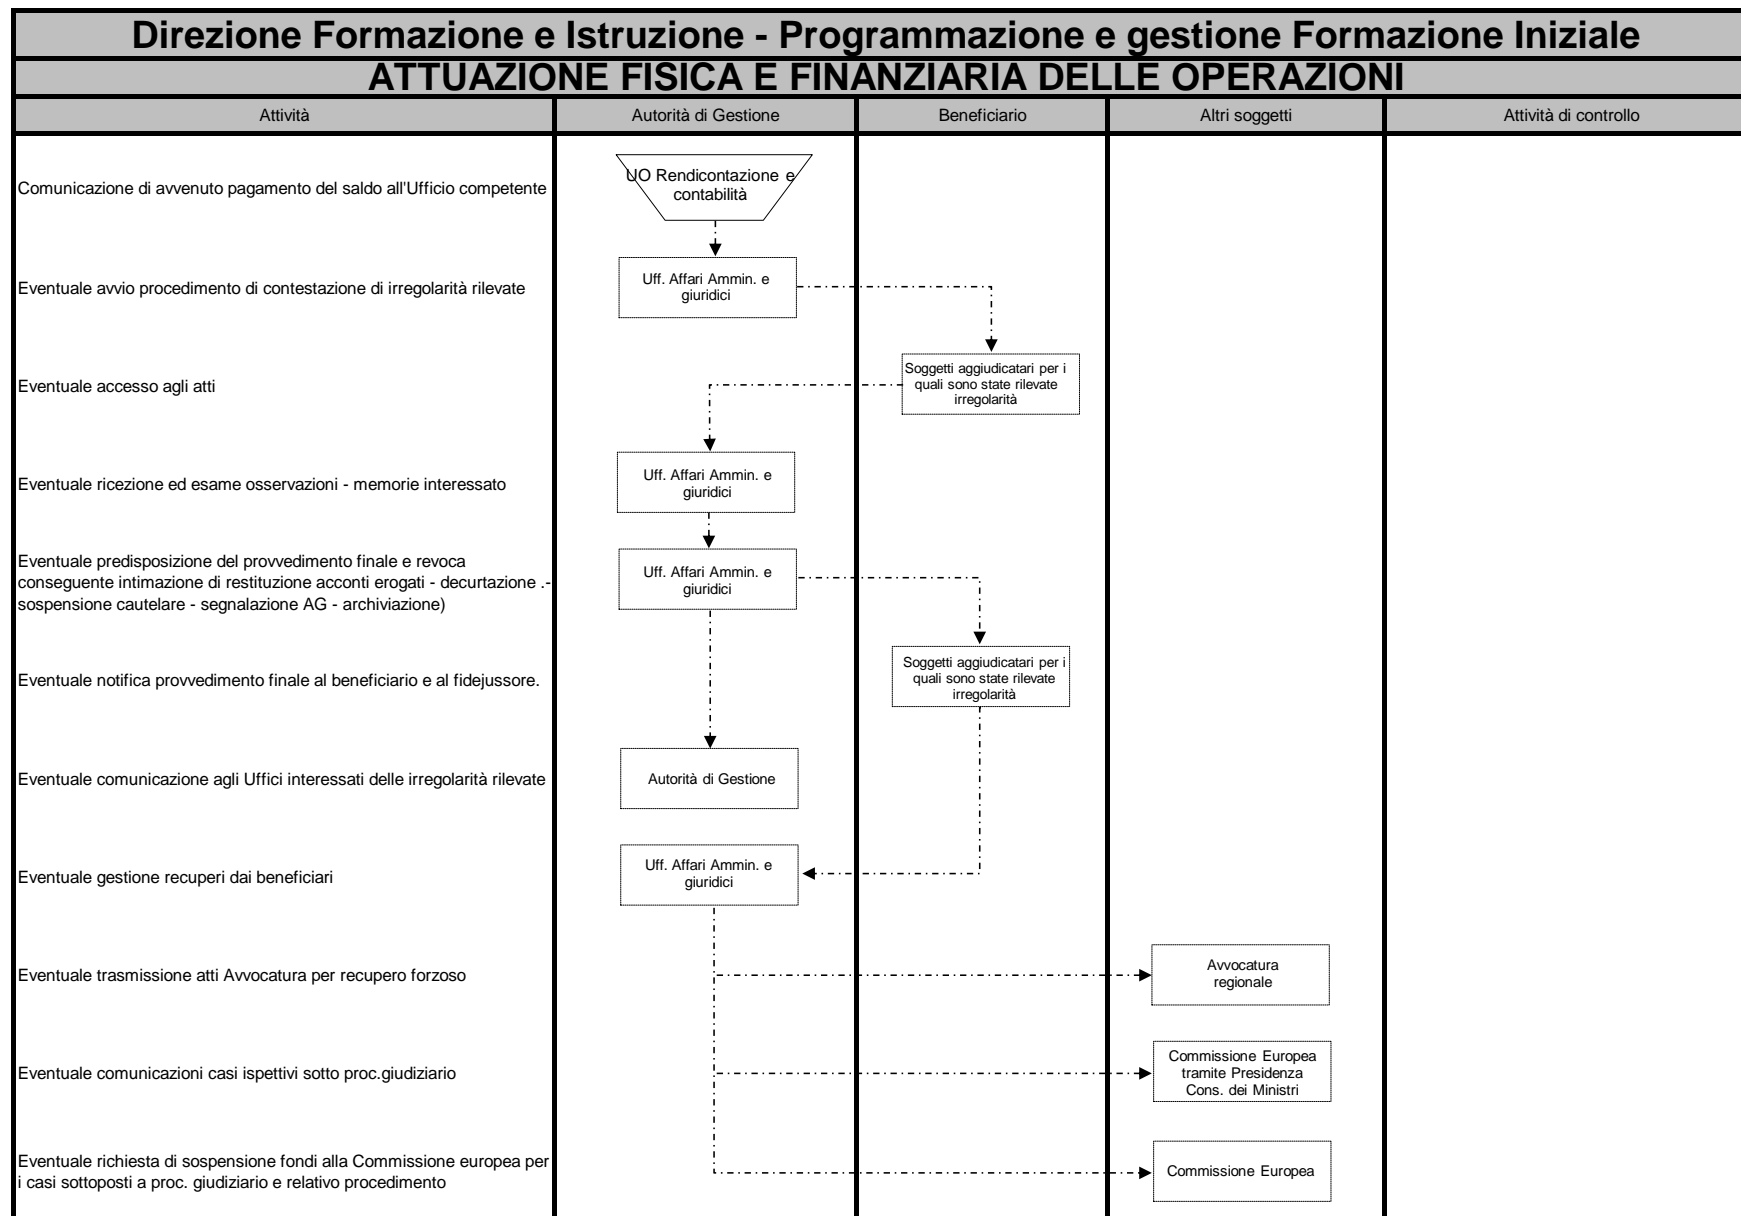 Direzione Formazione e Istruzione - Programmazione e gestione Formazione Iniziale
ATTUAZIONE FISICA E FINANZIARIA DELLE OPERAZIONI
Attività
Autorità di Gestione
Beneficiario
Altri soggetti
Attività di controllo
Comunicazione di avvenuto pagamento del saldo all'Ufficio competente
UO Rendicontazione e
contabilità
Eventuale avvio procedimento di contestazione di irregolarità rilevate
Uff. Affari Ammin. e
giuridici
Eventuale accesso agli atti
Soggetti aggiudicatari per i
quali sono state rilevate
irregolarità
Eventuale ricezione ed esame osservazioni - memorie interessato
Uff. Affari Ammin. e
giuridici
Eventuale predisposizione del provvedimento finale e revoca
conseguente intimazione di restituzione acconti erogati - decurtazione .-
sospensione cautelare - segnalazione AG - archiviazione)
Uff. Affari Ammin. e
giuridici
Eventuale notifica provvedimento finale al beneficiario e al fidejussore.
Soggetti aggiudicatari per i
quali sono state rilevate
irregolarità
Eventuale comunicazione agli Uffici interessati delle irregolarità rilevate
Autorità di Gestione
Eventuale gestione recuperi dai beneficiari
Uff. Affari Ammin. e
giuridici
Eventuale trasmissione atti Avvocatura per recupero forzoso
Avvocatura
regionale
Eventuale comunicazioni casi ispettivi sotto proc.giudiziario
Commissione Europea
tramite Presidenza
Cons. dei Ministri
Eventuale richiesta di sospensione fondi alla Commissione europea per
i casi sottoposti a proc. giudiziario e relativo procedimento
Commissione Europea